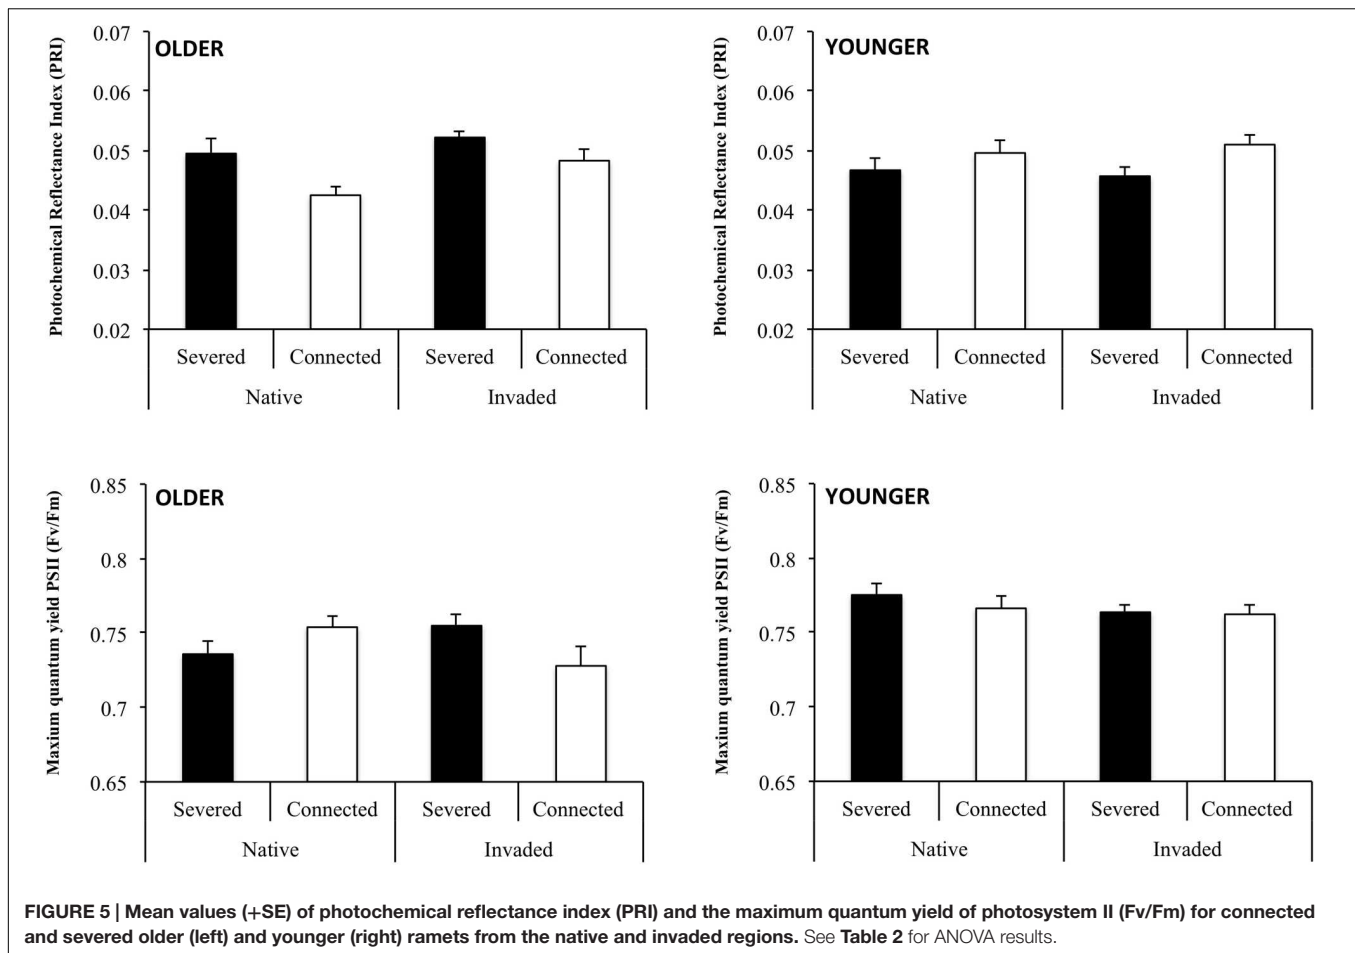 OLDER
Photochemical Reflectance Index (PRI)
0.07
0.06
0.05
0.04
0.03
0.02
Severed Connected Severed Connected
Native Invaded
YOUNGER
Photochemical Reflectance Index (PRI)
0.07
0.06
0.05
0.04
0.03
0.02
Severed Connected Severed Connected
Native Invaded
OLDER
Maxium quantum yield PSII (Fv/Fm)
0.85
0.8
0.75
0.7
0.65
Severed Connected Severed Connected
Native Invaded
YOUNGER
Maxium quantum yield PSII (Fv/Fm)
0.85
0.8
0.75
0.7
0.65
Severed Connected Severed Connected
Native Invaded
FIGURE 5 | Mean values (+SE) of photochemical reflectance index (PRI) and the maximum quantum yield of photosystem II (Fv/Fm) for connected
and severed older (left) and younger (right) ramets from the native and invaded regions. See Table 2 for ANOVA results.